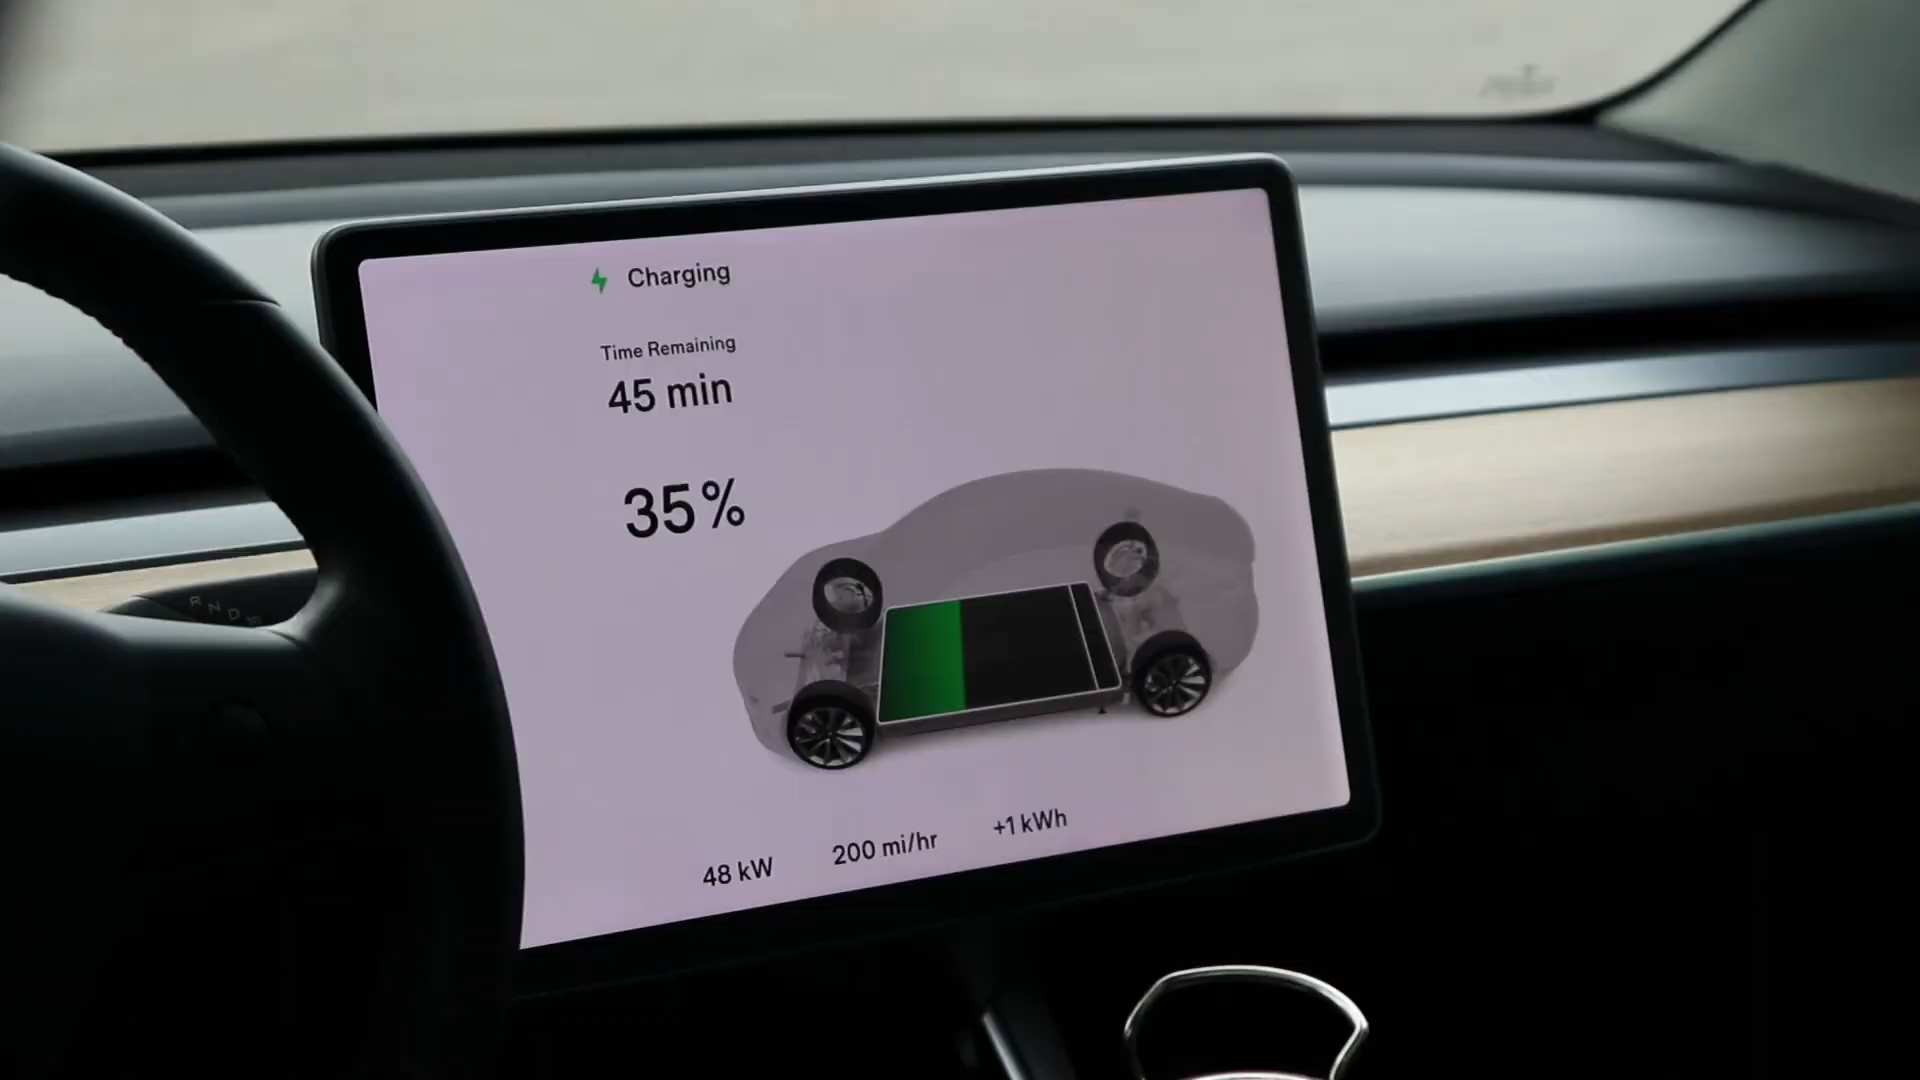 Charging
Time Remaining
45 min
35%
48 kW
200 mi/hr
+1 kWh
R N D